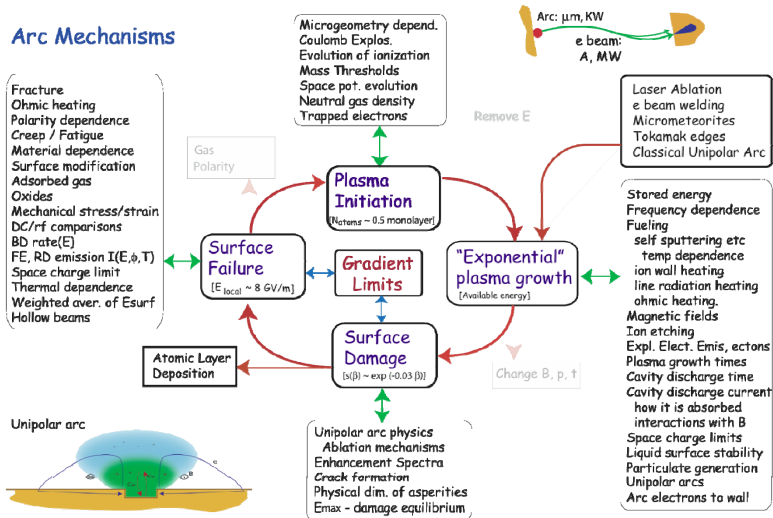 Arc Mechanisms
Microgeometry depend.
Coulomb Explos.
Evolution of ionization
Mass Thresholds
Space pot. evolution
Neutral gas density
Trapped electrons
Arc: μm, KW
e beam:
A, MW
Fracture
Ohmic heating
Polarity dependence
Creep / Fatigue
Material dependence
Surface modification
Adsorbed gas
Oxides
Mechanical stress/strain
DC/rf comparisons
BD rate(E)
FE, RD emission I(E,ϕ,T)
Space charge limit
Thermal dependence
Weighted aver. of Esurf
Hollow beams
Gas
Polarity
Remove E
Laser Ablation
e beam welding
Micrometeorites
Tokamak edges
Classical Unipolar Arc
Plasma
Initiation
[Natoms ~ 0.5 monolayer]
Surface
Failure
[E local ~ 8 GV/m]
Gradient
Limits
"Exponential"
plasma growth
[Available energy]
Surface
Damage
[s(β) ~ exp (-0.03 β)]
Atomic Layer
Deposition
Change B, p, t
Stored energy
Frequency dependence
Fueling
self sputtering etc
temp dependence
ion wall heating
line radiation heating
ohmic heating.
Magnetic fields
Ion etching
Expl. Elect. Emis, ectons
Plasma growth times
Cavity discharge time
Cavity discharge current
how it is absorbed
interactions with B
Space charge limits
Liquid surface stability
Particulate generation
Unipolar arcs
Arc electrons to wall
Unipolar arc
Unipolar arc physics
Ablation mechanisms
Enhancement Spectra
Crack formation
Physical dim. of asperities
Emax - damage equilibrium